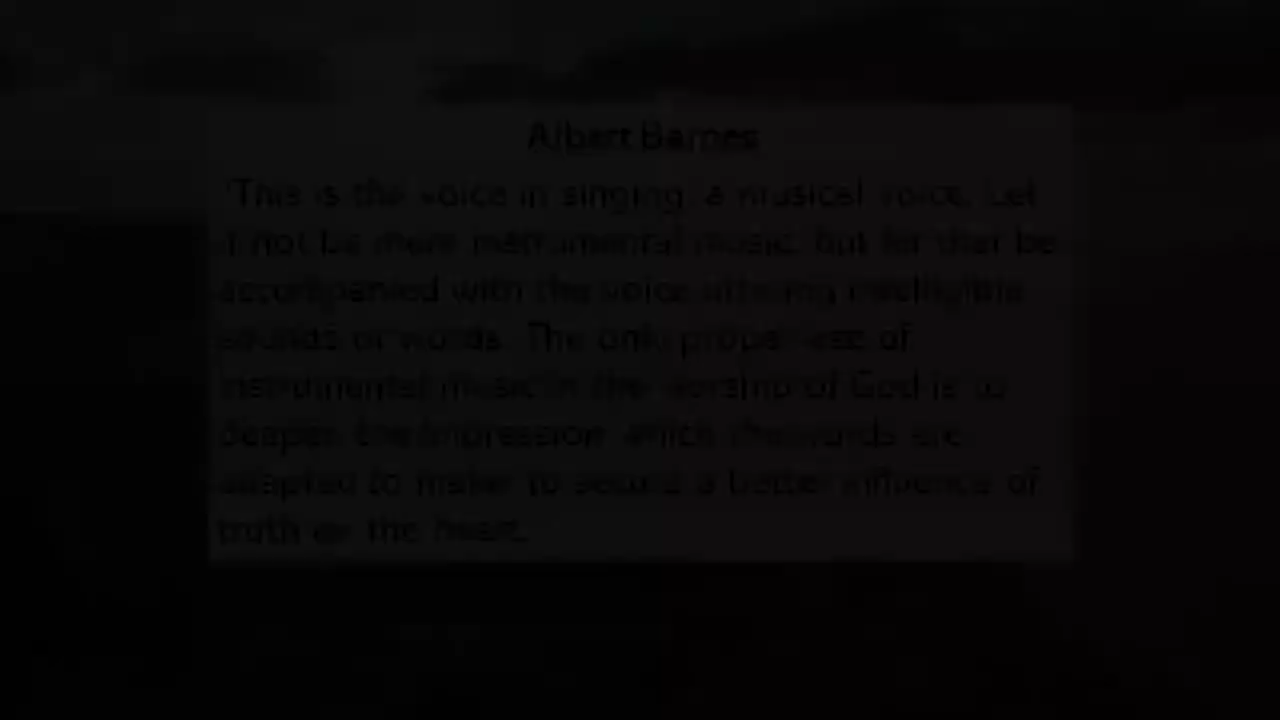 Albert Barnes
"This is the voice in singing, a musical voice. Let
it not be mere instrumental music, but let that be
accompanied with the voice uttering intelligible
sounds or words. The only proper use of
instrumental music in the worship of God is to
deepen the impression which the words are
adapted to make to secure a better influence of
truth on the heart.